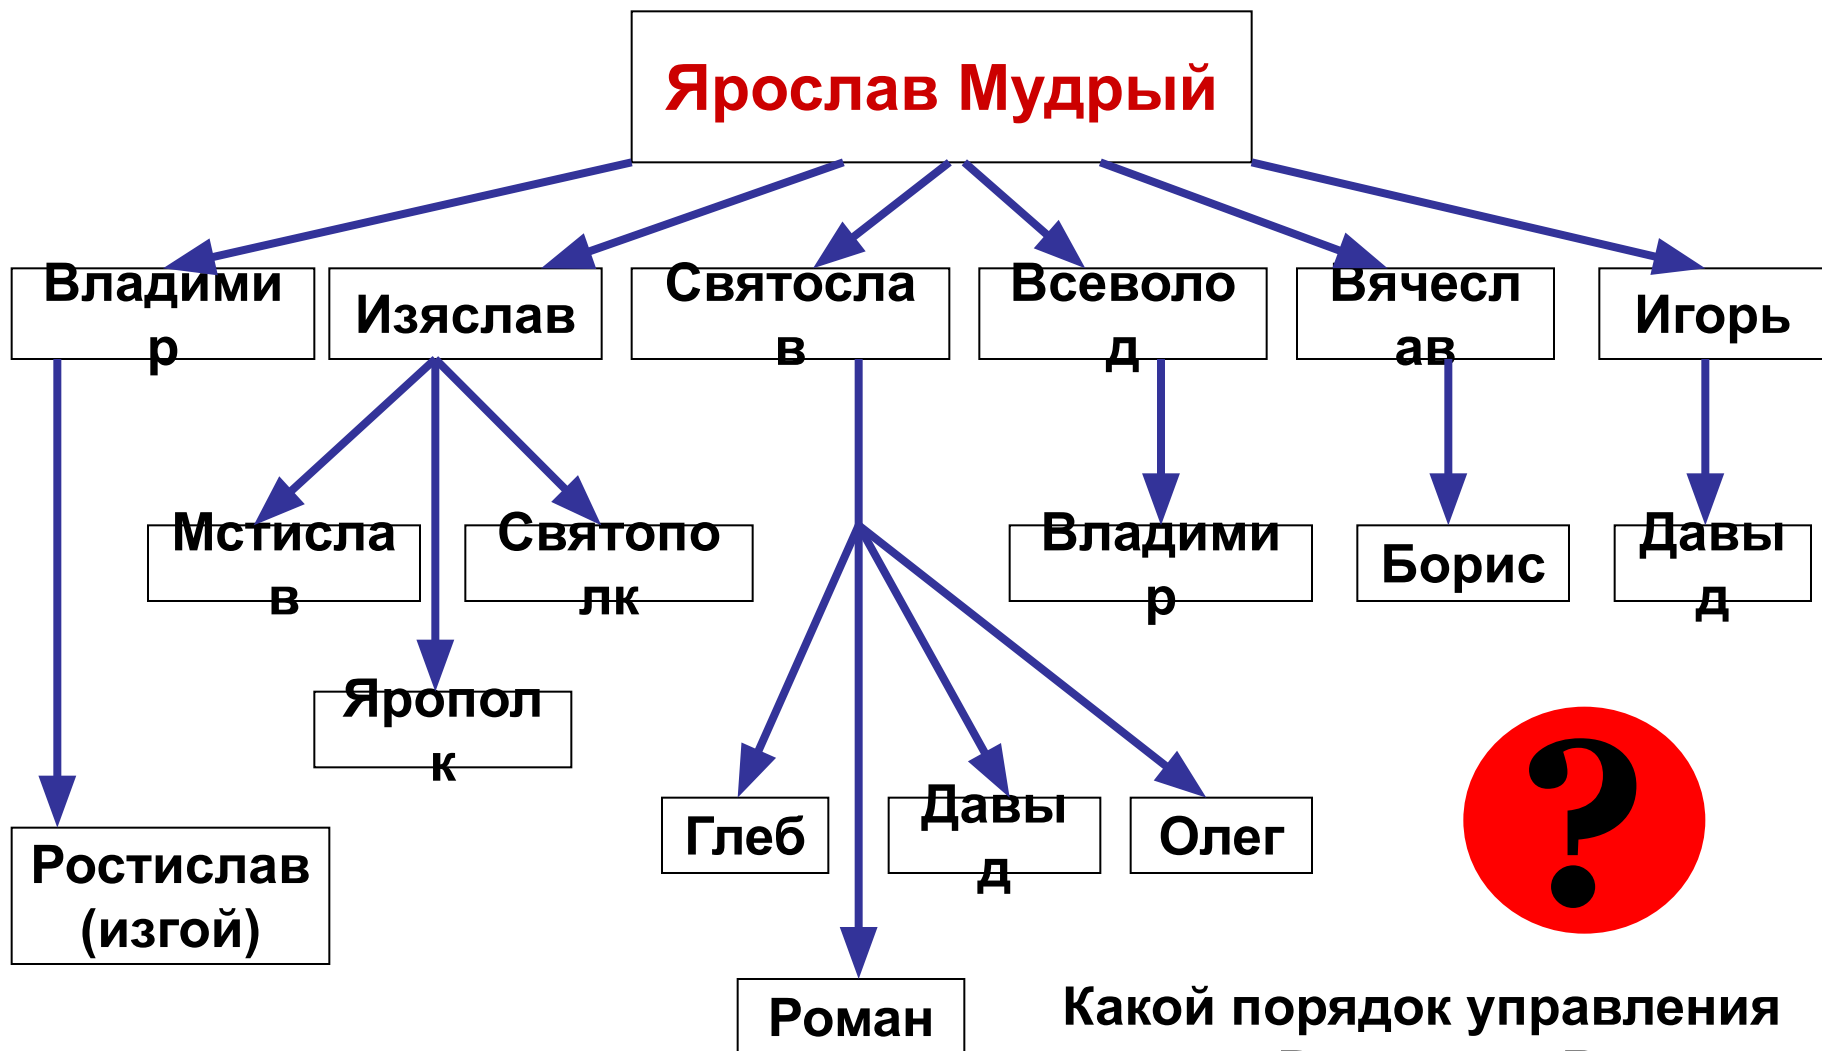 Ярослав Мудрый
Владими
р
Изяслав
Святосла
в
Всеволо
д
Вячесл
ав
Игорь
Мстисла
в
Святопо
лк
Владими
р
Борис
Давы
д
Яропол
к
Глеб
Давы
д
Олег
Ростислав
(изгой)
?
Роман
Какой порядок управления